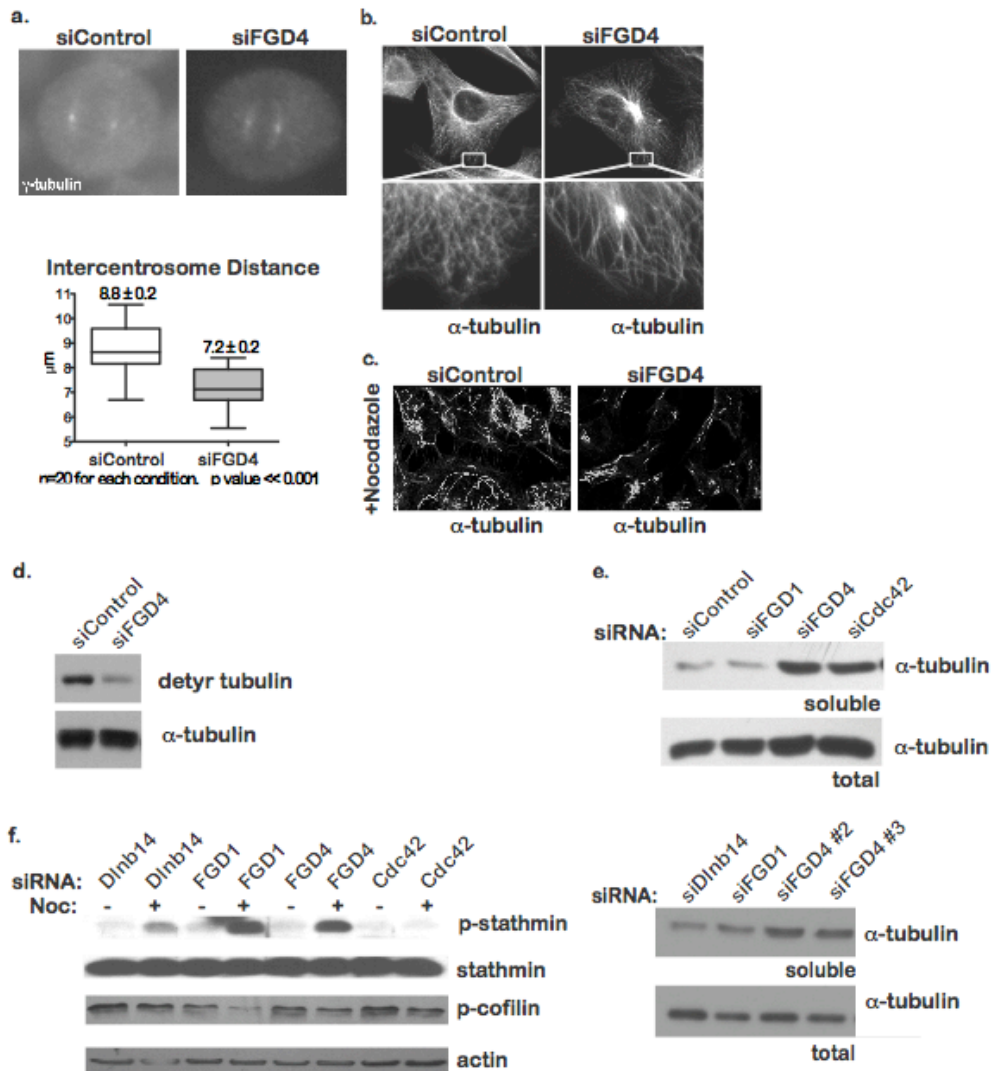 a.
siControl
siFGD4
γ-tubulin
Intercentrosome Distance
11
10
9
8
7
6
5
μm
8.8±0.2
7.2±0.2
siControl
siFGD4
n=20 for each condition. p value << 0.001
b.
siControl
siFGD4
α-tubulin
α-tubulin
c.
siControl
siFGD4
+Nocodazole
α-tubulin
α-tubulin
d.
siControl
siFGD4
detyr tubulin
α-tubulin
e.
siRNA:
siControl
siFGD1
siFGD4
siCdc42
α-tubulin
soluble
α-tubulin
total
siRNA:
siDlnb14
siFGD1
siFGD4 #2
siFGD4 #3
α-tubulin
soluble
α-tubulin
total
f.
siRNA:
Dlnb14
Dlnb14
FGD1
FGD1
FGD4
FGD4
Cdc42
Cdc42
Noc: - + - + - + - +
p-stathmin
stathmin
p-cofilin
actin